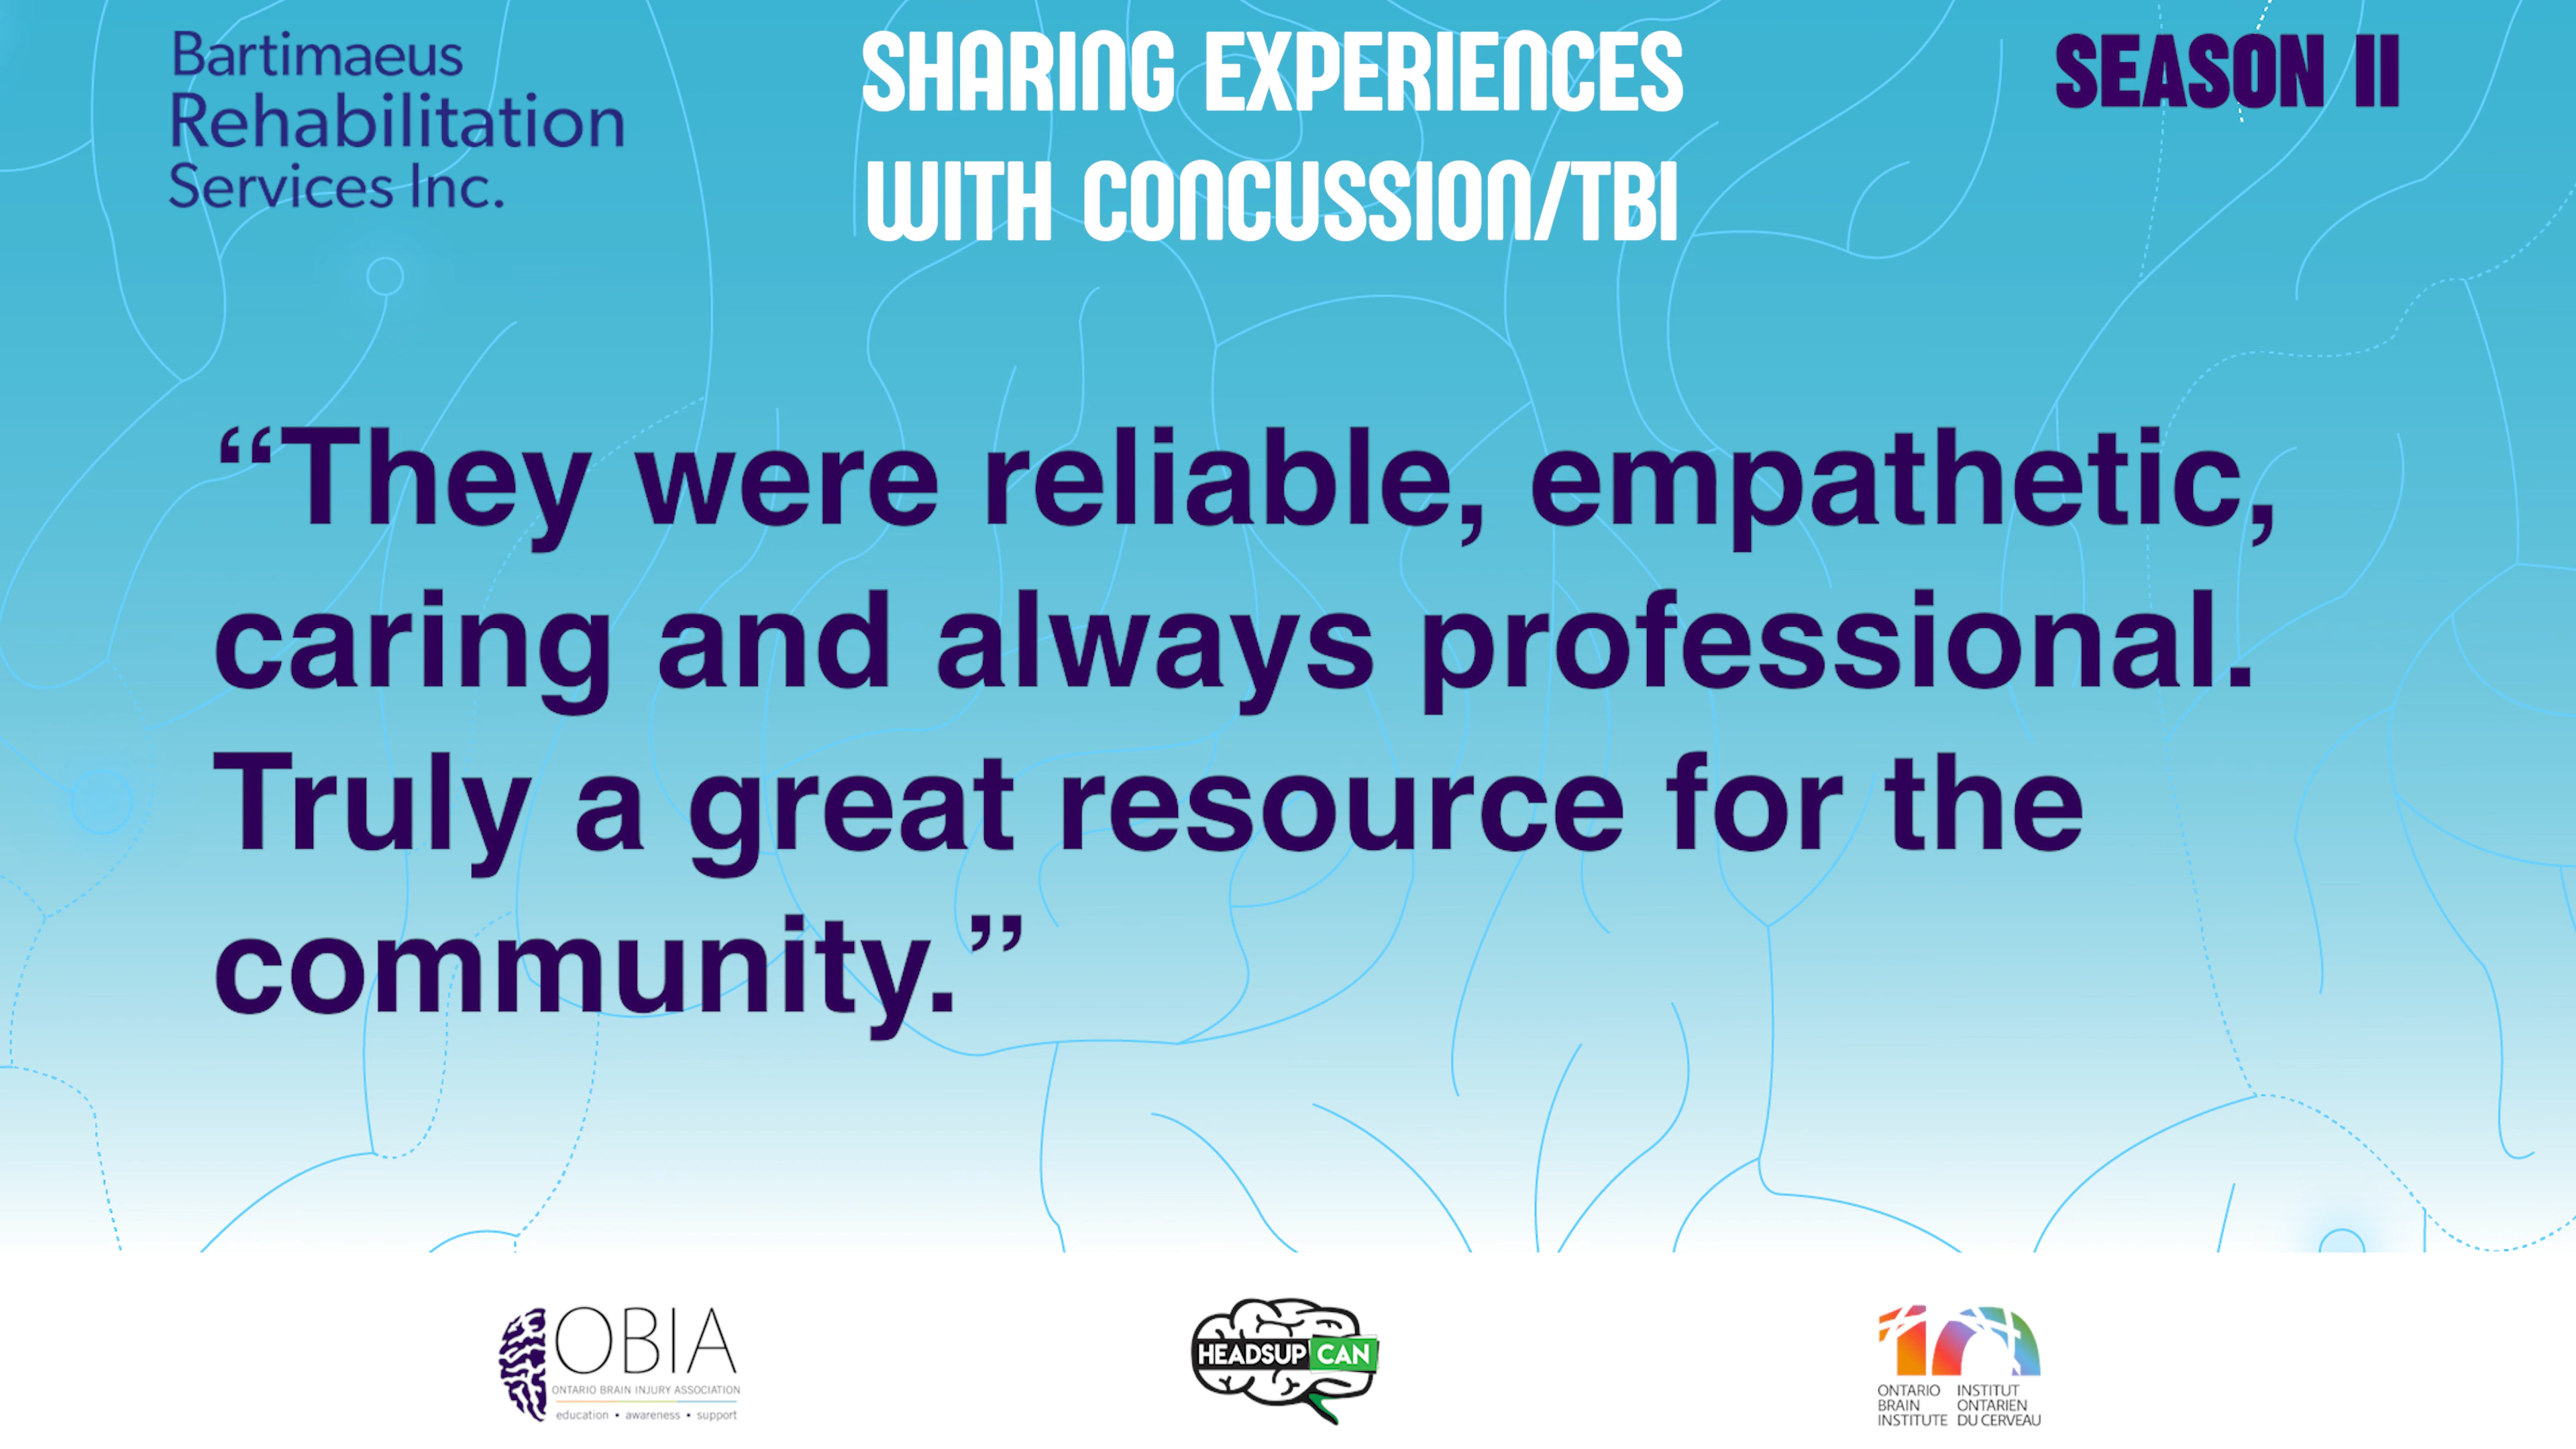 Bartimaeus
Rehabilitation
Services Inc.
SHARING EXPERIENCES
WITH CONCUSSION/TBI
SEASON II
“They were reliable, empathetic,
caring and always professional.
Truly a great resource for the
community.”
OBIA
ONTARIO BRAIN INJURY ASSOCIATION
education • awareness • support
HEADSUP CAN
ONTARIO
BRAIN
INSTITUTE
INSTITUT
ONTARIEN
DU CERVEAU